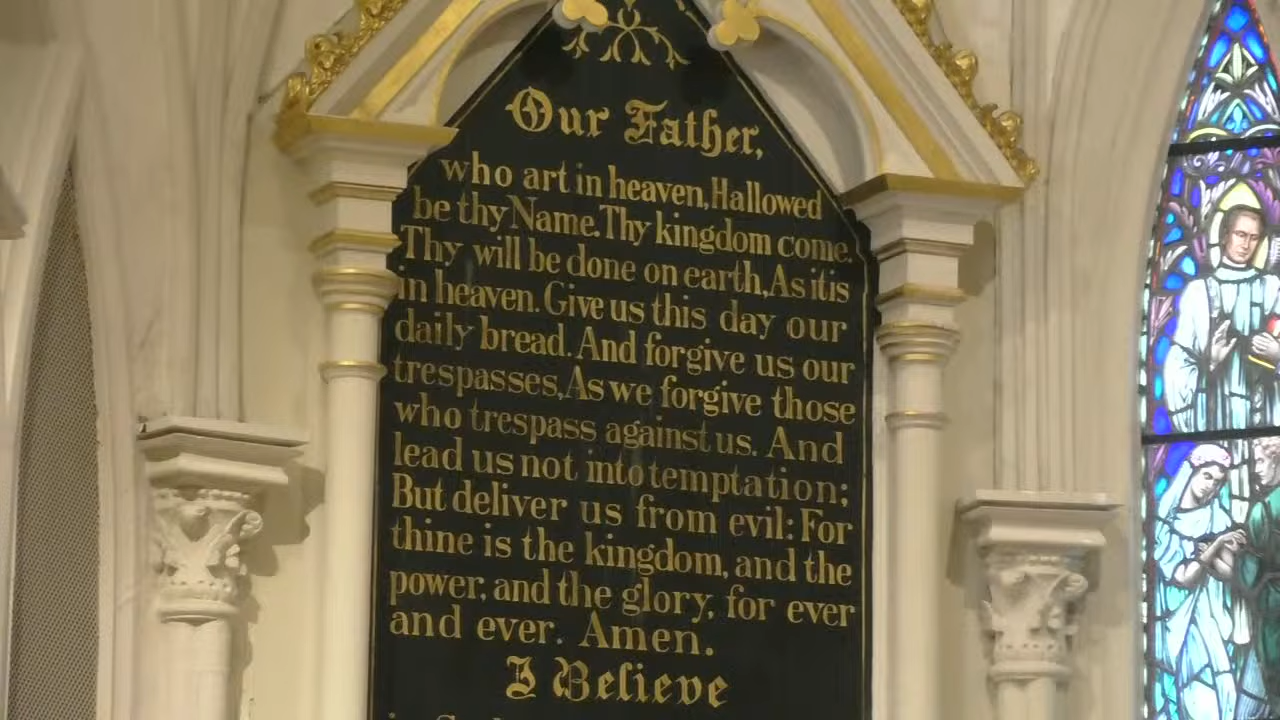 Our Father,
who art in heaven, Hallowed
be thy Name. Thy kingdom come.
Thy will be done on earth, As it is
in heaven. Give us this day our
daily bread. And forgive us our
trespasses, As we forgive those
who trespass against us. And
lead us not into temptation;
But deliver us from evil: For
thine is the kingdom, and the
power, and the glory, for ever
and ever. Amen.
I Believe